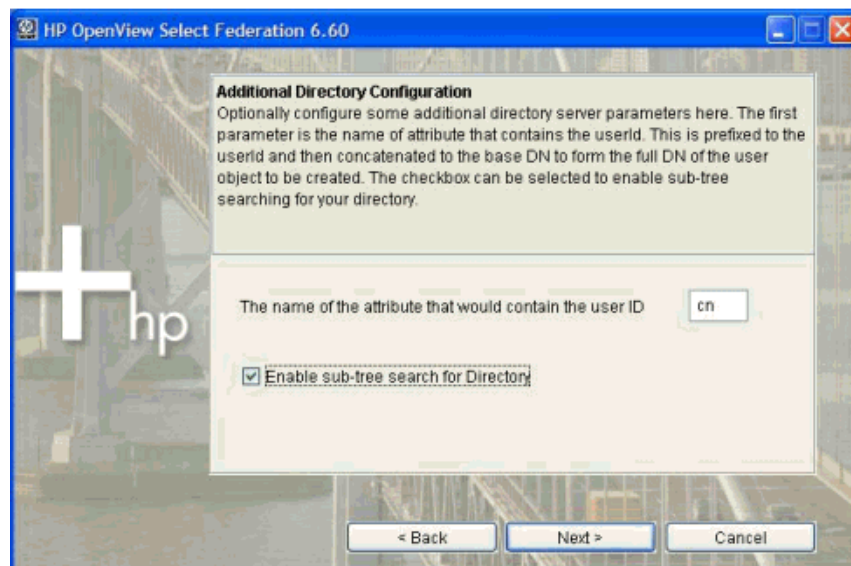 HP OpenView Select Federation 6.60
Additional Directory Configuration
Optionally configure some additional directory server parameters here. The first
parameter is the name of attribute that contains the userId. This is prefixed to the
userId and then concatenated to the base DN to form the full DN of the user
object to be created. The checkbox can be selected to enable sub-tree
searching for your directory.
The name of the attribute that would contain the user ID
cn
hp
Enable sub-tree search for Directory
< Back
Next >
Cancel